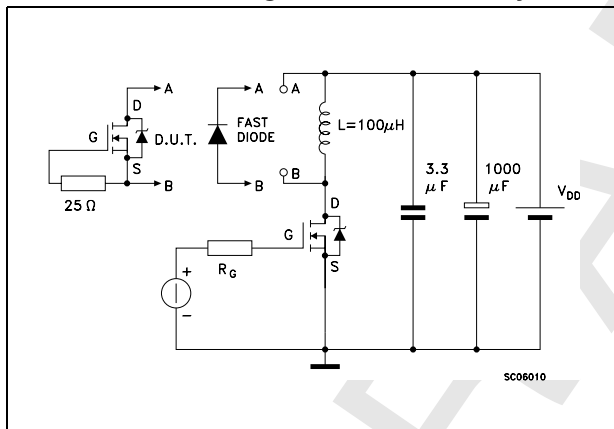 A
A
A
D
G
D.U.T.
FAST
DIODE
L=100μH
S
B
B
B
25 Ω
D
G
S
RG
+
-
3.3
μF
1000
μF
VDD
SC06010